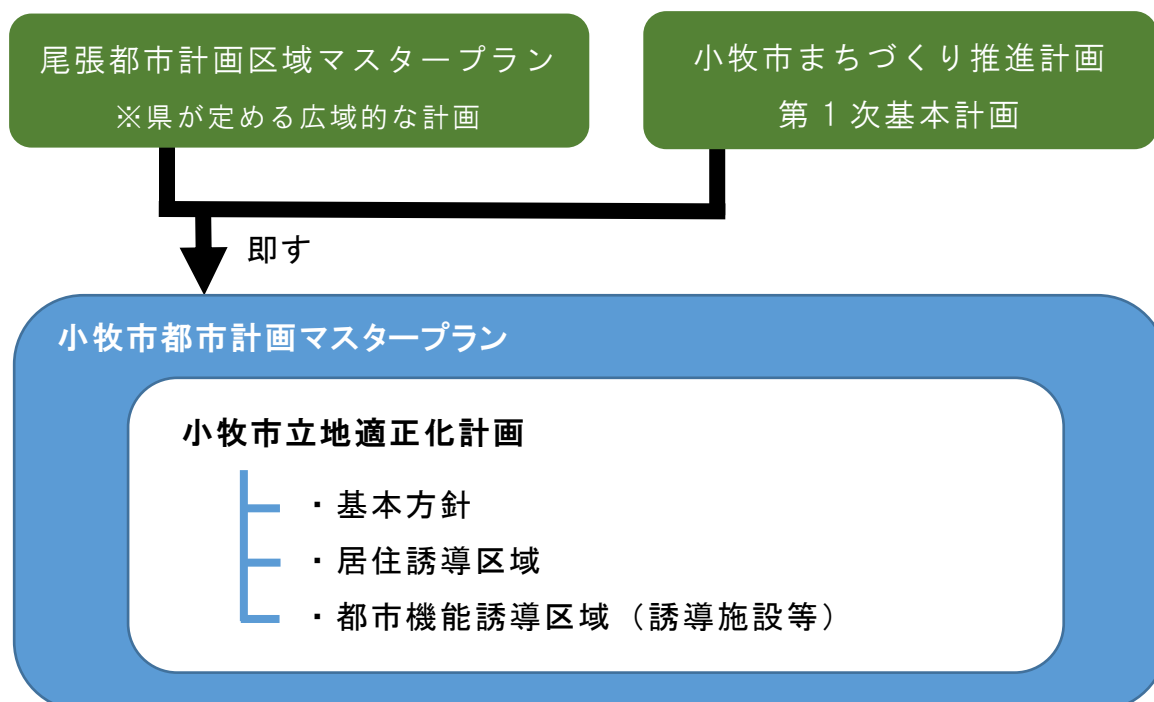 尾張都市計画区域マスタープラン
※県が定める広域的な計画
小牧市まちづくり推進計画
第1次基本計画
即す
小牧市都市計画マスタープラン
小牧市立地適正化計画
・基本方針
・居住誘導区域
・都市機能誘導区域（誘導施設等）